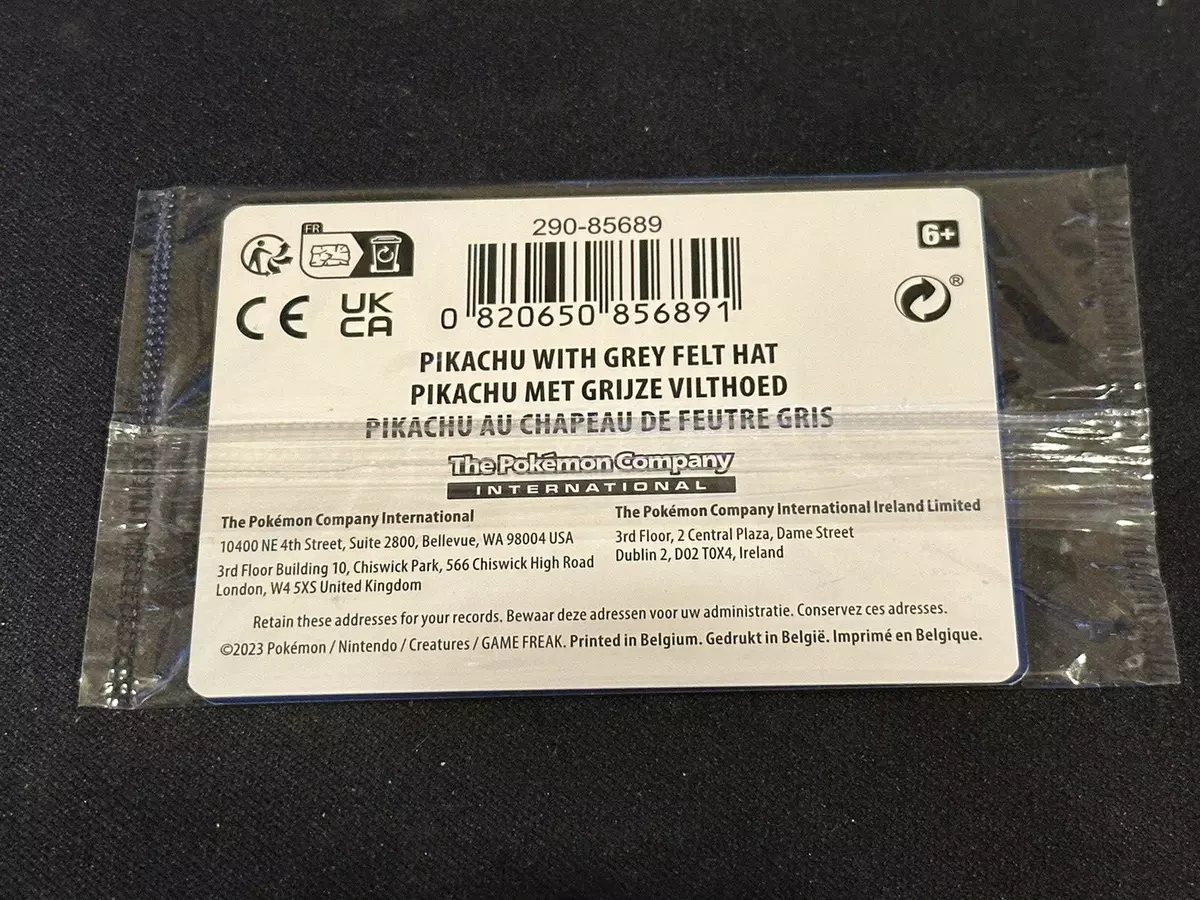 FR
290-85689
6+
®
CE
UK
CA
0 820650 856891
PIKACHU WITH GREY FELT HAT
PIKACHU MET GRIJZE VILTHOED
PIKACHU AU CHAPEAU DE FEUTRE GRIS
The Pokémon Company
INTERNATIONAL
The Pokémon Company International
10400 NE 4th Street, Suite 2800, Bellevue, WA 98004 USA
3rd Floor Building 10, Chiswick Park, 566 Chiswick High Road
London, W4 5XS United Kingdom
The Pokémon Company International Ireland Limited
3rd Floor, 2 Central Plaza, Dame Street
Dublin 2, D02 T0X4, Ireland
Retain these addresses for your records. Bewaar deze adressen voor uw administratie. Conservez ces adresses.
©2023 Pokémon / Nintendo / Creatures / GAME FREAK. Printed in Belgium. Gedrukt in België. Imprimé en Belgique.